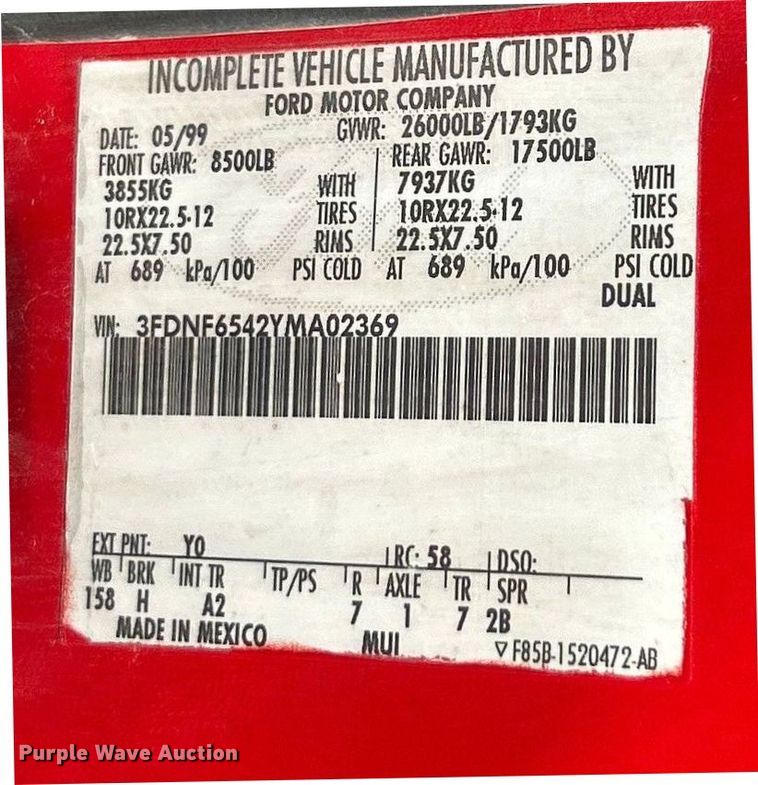 INCOMPLETE VEHICLE MANUFACTURED BY
FORD MOTOR COMPANY
DATE: 05/99 GVWR: 26000LB/1793KG
FRONT GAWR: 8500LB REAR GAWR: 17500LB
3855KG WITH 7937KG WITH
10RX22.5-12 TIRES 10RX22.5-12 TIRES
22.5X7.50 RIMS 22.5X7.50 RIMS
AT 689 kPa/100 PSI COLD AT 689 kPa/100 PSI COLD
DUAL
VIN: 3FDNF6542YMA02369
EXT PNT: YO RC: 58 DSO:
WB BRK INT TR TP/PS R AXLE TR SPR
158 H A2 7 1 7 2B
MADE IN MEXICO MUI ▽ F85B-1520472-AB
Purple Wave Auction